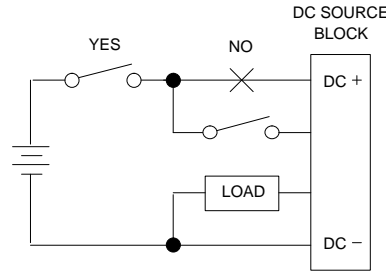 DC SOURCE
BLOCK
YES
NO
DC +
LOAD
DC −